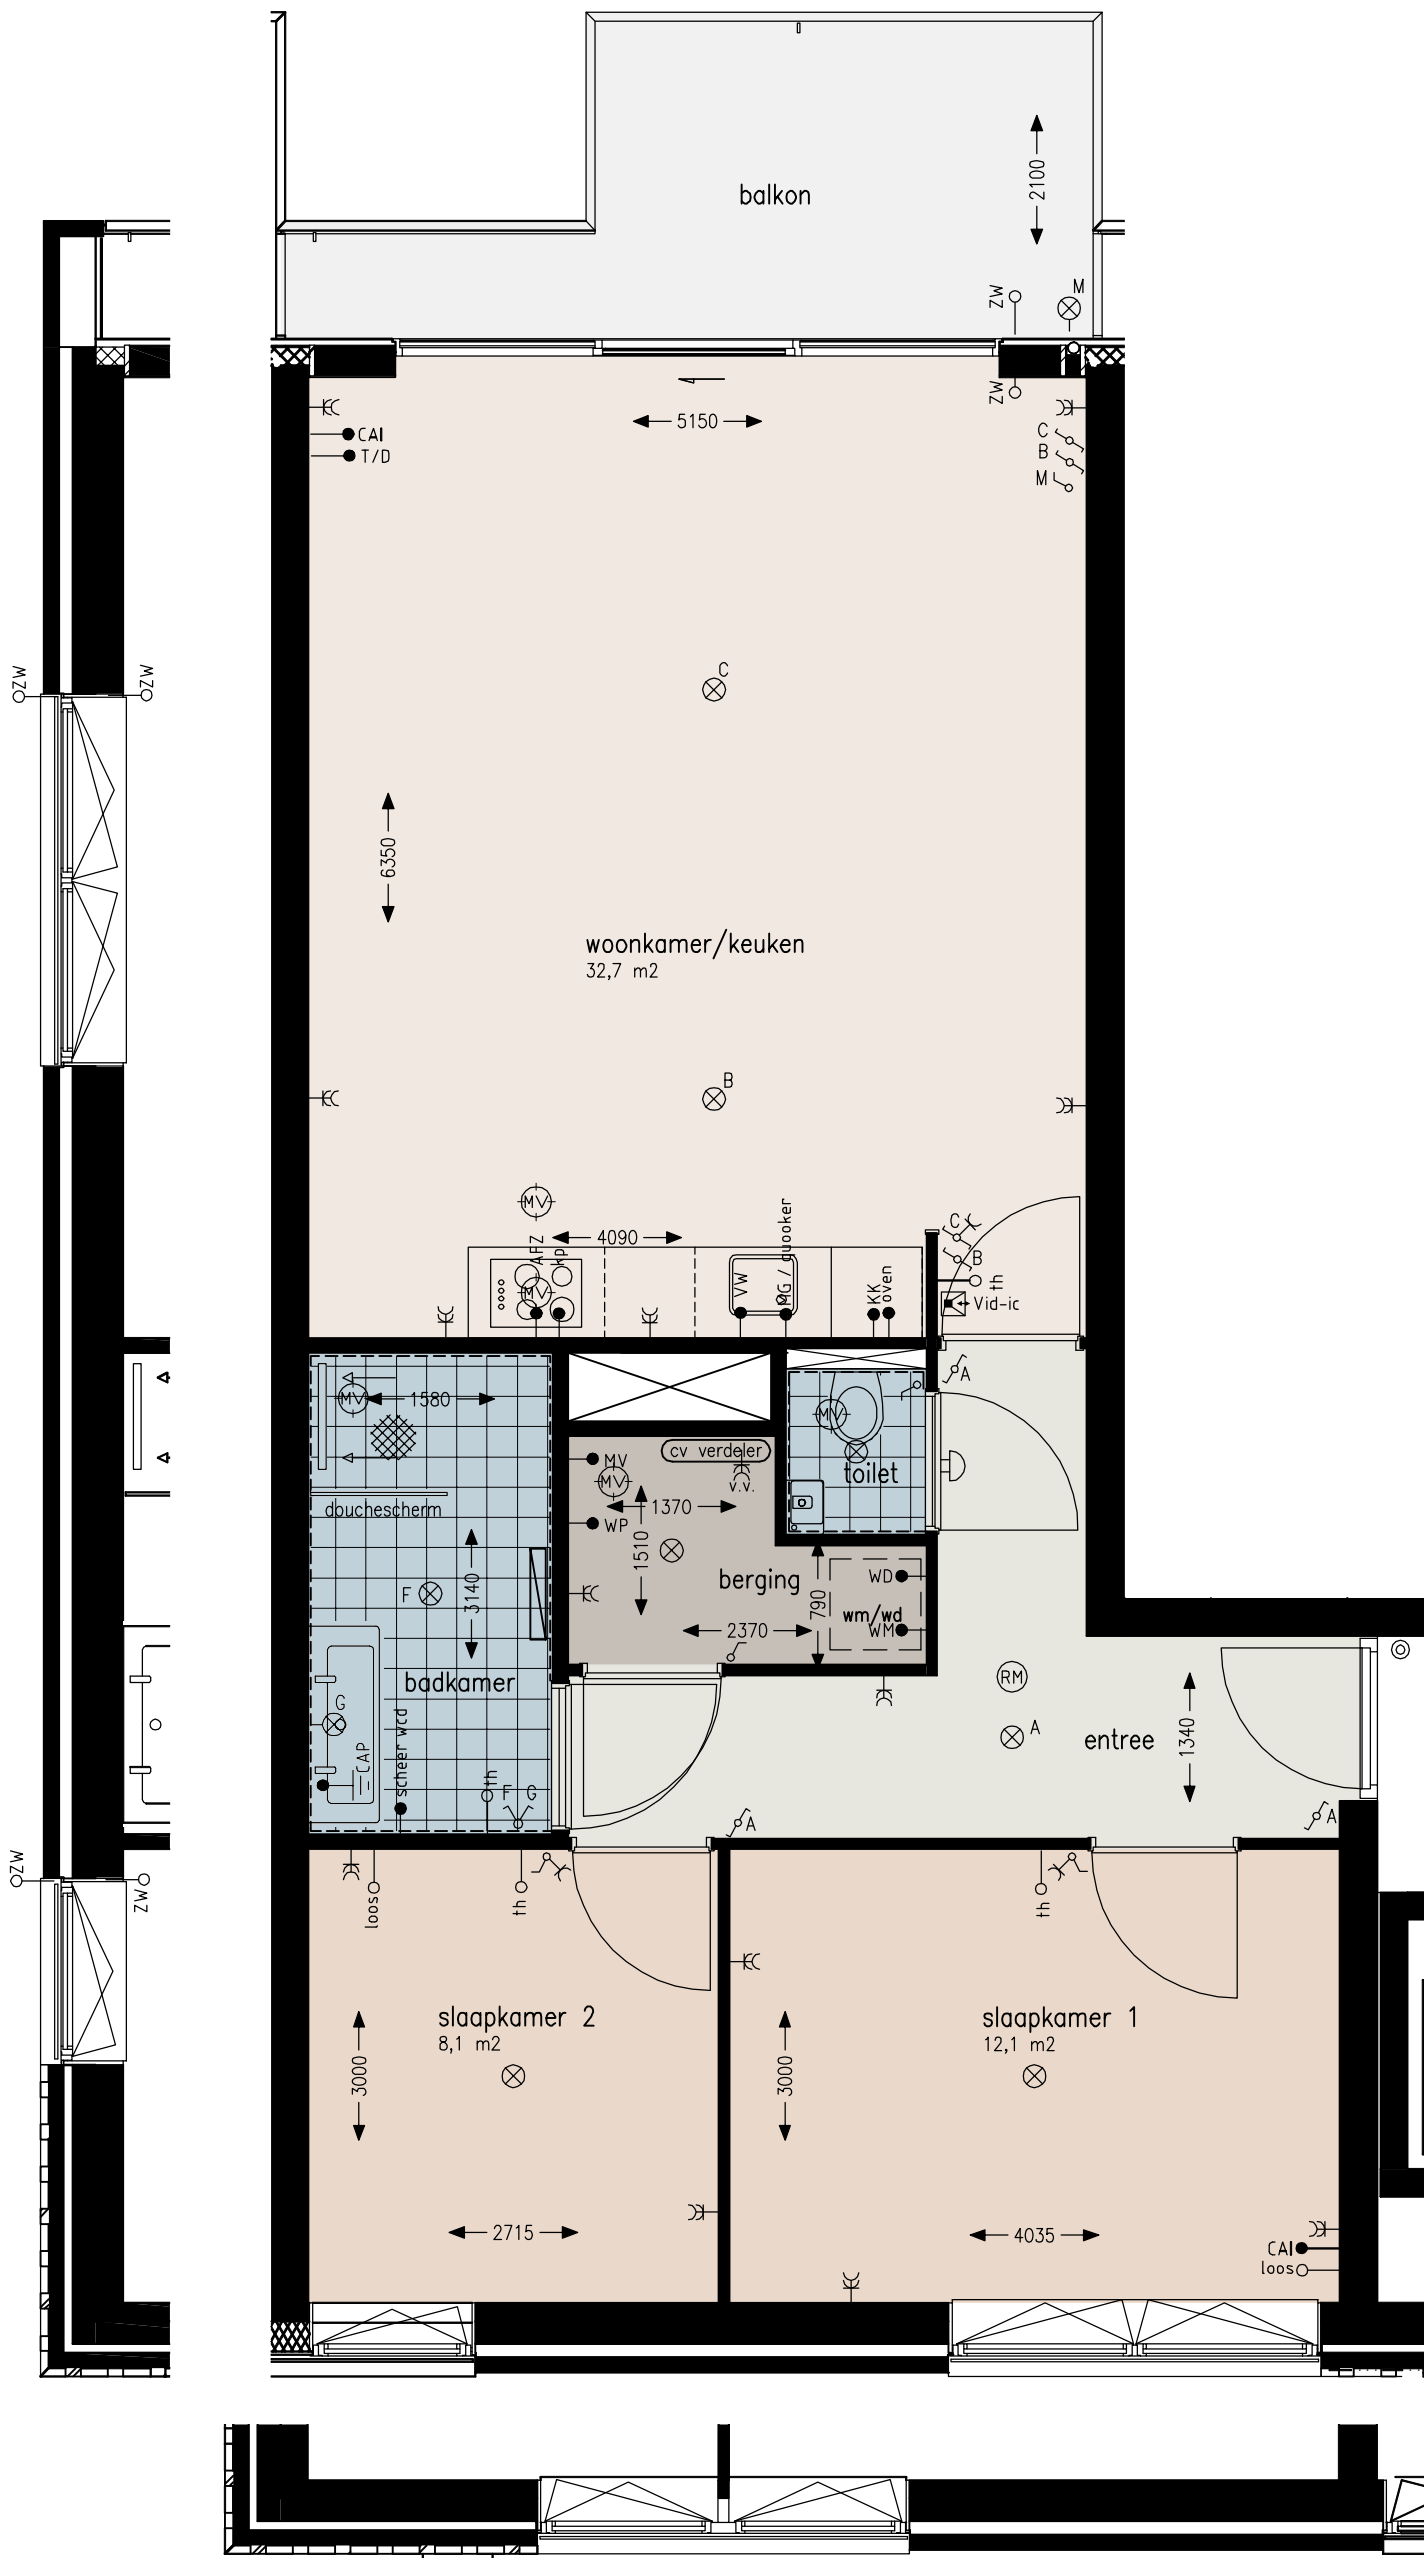 balkon
2100
ZW
M
ZW
5150
CAI
T/D
C
B
M
ZW
ZW
C
6350
woonkamer/keuken
32,7 m2
B
MV
4090
AFZ
kp
MV
VW
MG / quooker
KK
oven
C
B
th
Vid-ic
A
MV
1580
cv verdeler
v.v.
MV
MV
1370
WP
1510
MV
toilet
douchescherm
F
3140
berging
790
WD
wm/wd
WM
2370
badkamer
G
CAP
scher wcd
th
F
G
RM
A
entree
1340
A
A
ZW
ZW
loos
th
th
slaapkamer 2
8,1 m2
slaapkamer 1
12,1 m2
3000
3000
2715
4035
CAI
loos